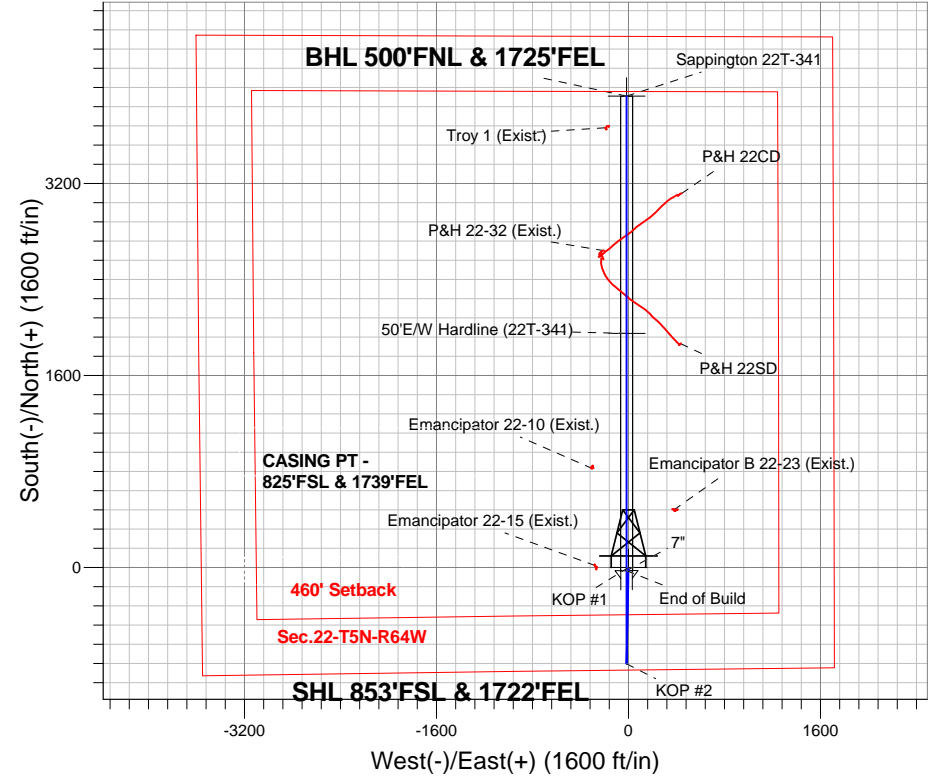 BHL 500'FNL & 1725'FEL
Sappington 22T-341
Troy 1 (Exist.)
P&H 22CD
3200
P&H 22-32 (Exist.)
50'E/W Hardline (22T-341)
P&H 22SD
1600
Emancipator 22-10 (Exist.)
CASING PT -
825'FSL & 1739'FEL
Emancipator B 22-23 (Exist.)
Emancipator 22-15 (Exist.)
7"
0
460' Setback
KOP #1
End of Build
Sec.22-T5N-R64W
SHL 853'FSL & 1722'FEL
KOP #2
South(-)/North(+) (1600 ft/in)
-3200
-1600
0
1600
West(-)/East(+) (1600 ft/in)